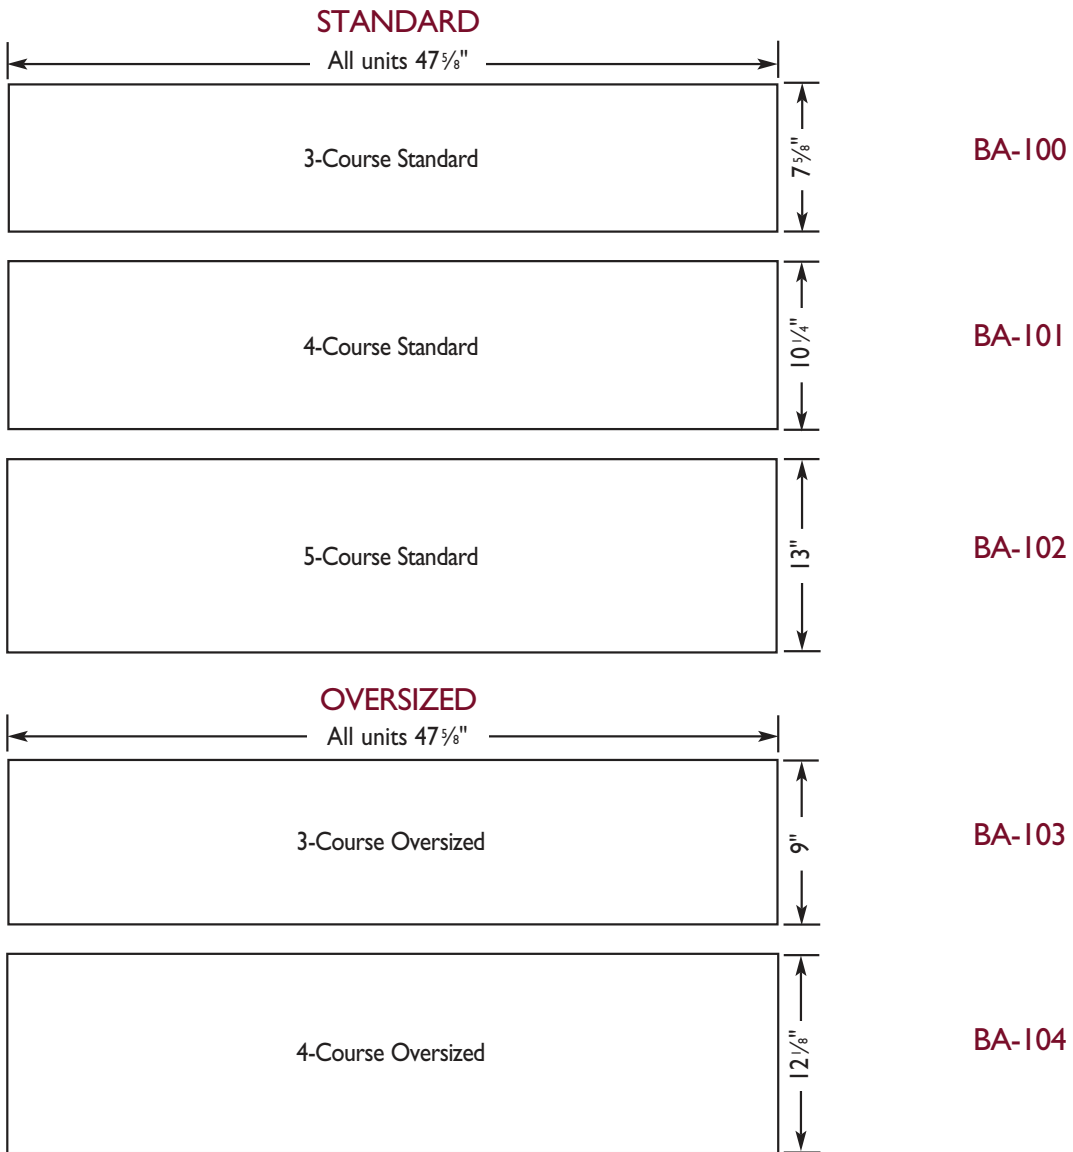 STANDARD
All units 47⅝"
3-Course Standard
7⅝"
BA-100
4-Course Standard
10¼"
BA-101
5-Course Standard
13"
BA-102
OVERSIZED
All units 47⅝"
3-Course Oversized
9"
BA-103
4-Course Oversized
12⅛"
BA-104